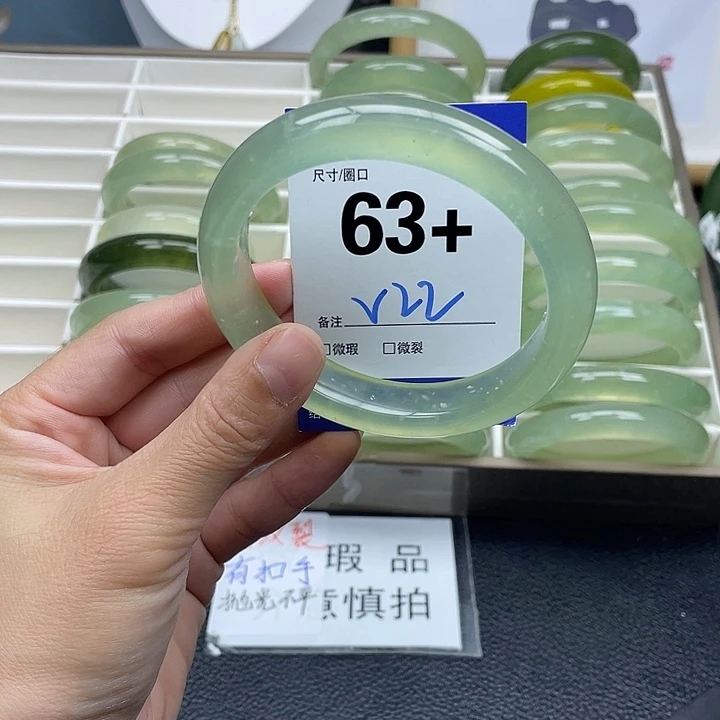 尺寸/圈口
63+
V22
备注
微瑕 □微裂
裂
有扣手
抛光不平
瑕 品
慎拍